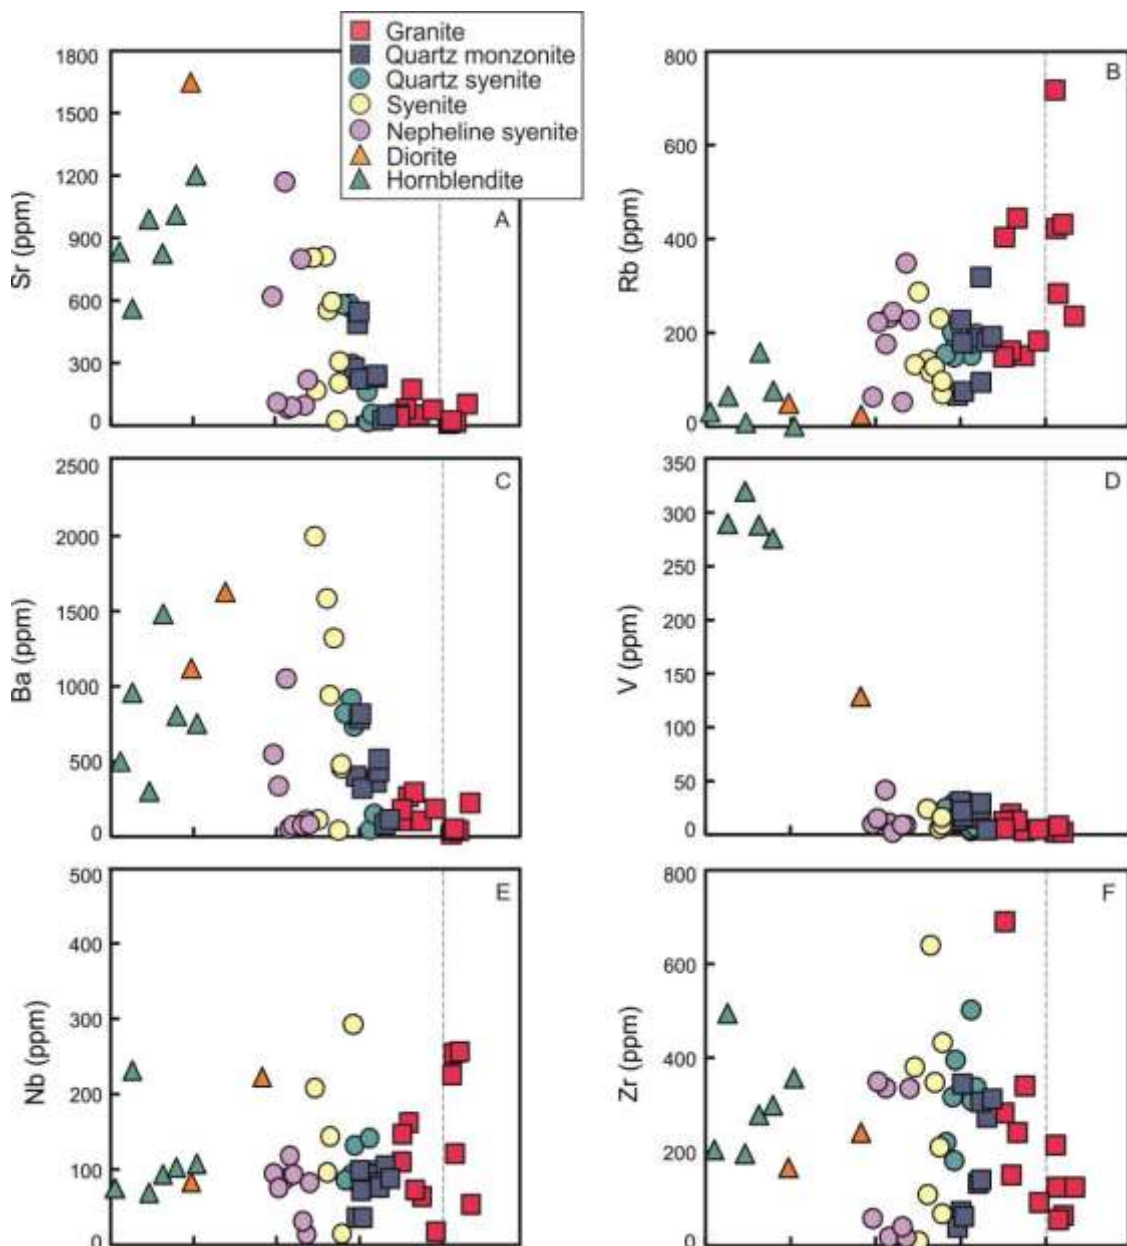 Granite
Quartz monzonite
Quartz syenite
Syenite
Nepheline syenite
Diorite
Hornblendite
1800
1500
1200
900
600
300
0
Sr (ppm)
A
800
600
400
200
0
Rb (ppm)
B
2500
2000
1500
1000
500
0
Ba (ppm)
C
350
300
250
200
150
100
50
0
V (ppm)
D
500
400
300
200
100
0
Nb (ppm)
E
800
600
400
200
0
Zr (ppm)
F